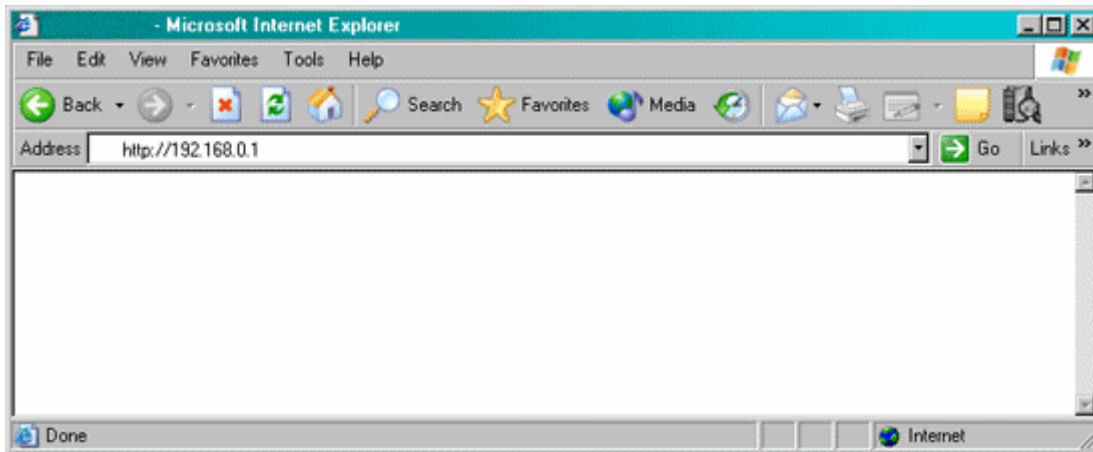 - Microsoft Internet Explorer
File Edit View Favorites Tools Help
Back Search Favorites Media »
Address http://192.168.0.1 Go Links »
Done Internet